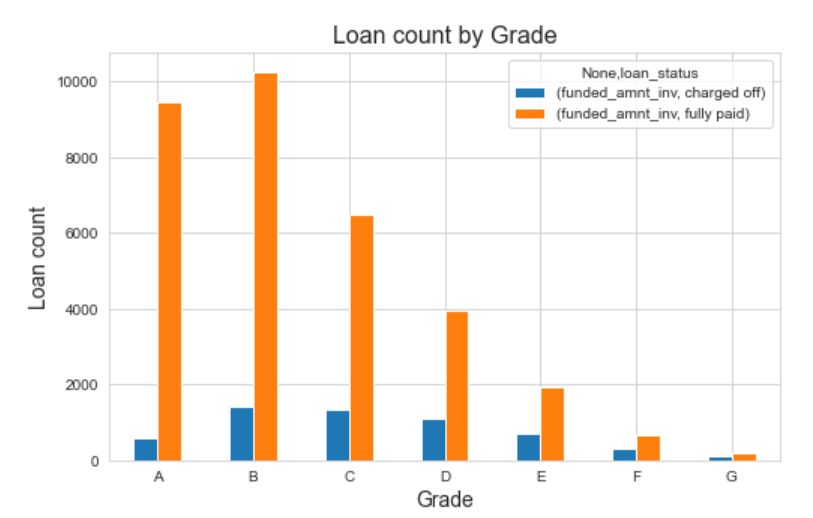 Loan count by Grade
None,loan_status
(funded_amnt_inv, charged off)
(funded_amnt_inv, fully paid)
Loan count
10000
8000
6000
4000
2000
0
A B C D E F G
Grade